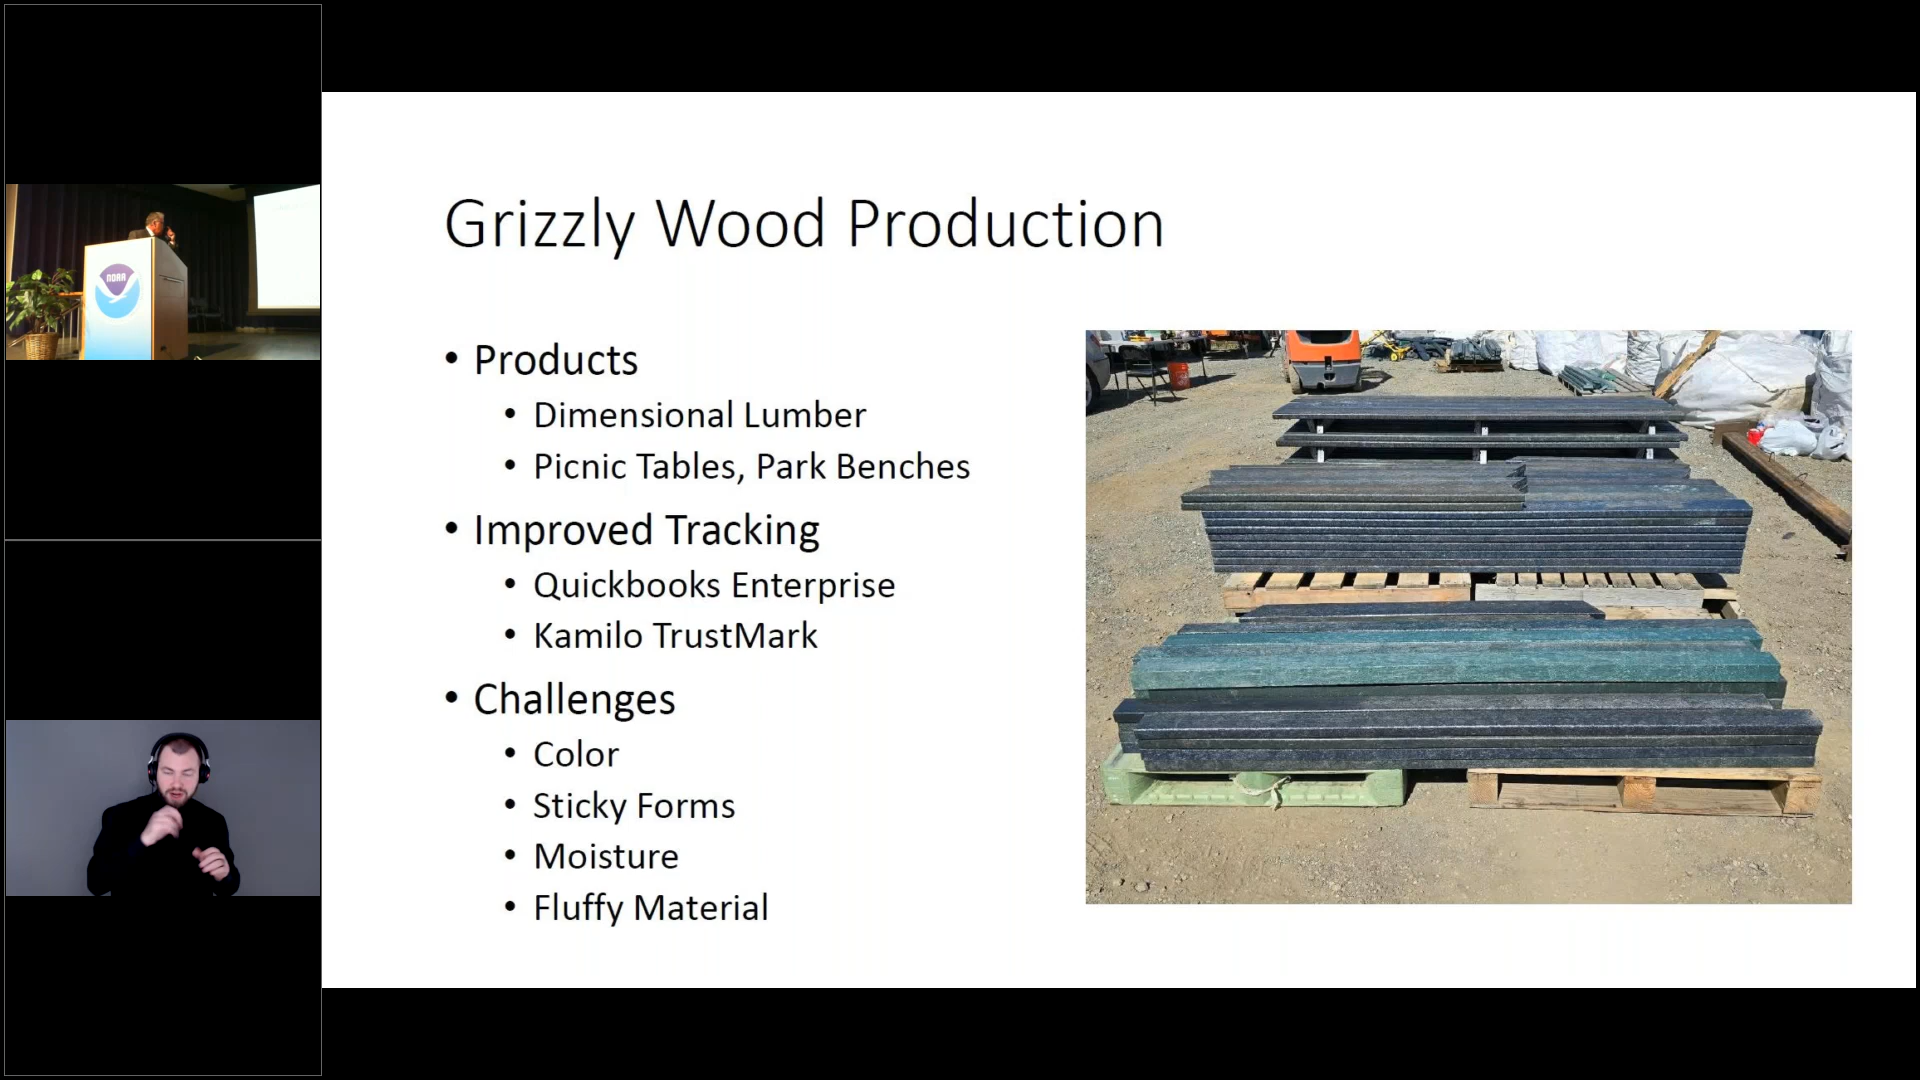 NOAA
Grizzly Wood Production
• Products
• Dimensional Lumber
• Picnic Tables, Park Benches
• Improved Tracking
• Quickbooks Enterprise
• Kamilo TrustMark
• Challenges
• Color
• Sticky Forms
• Moisture
• Fluffy Material